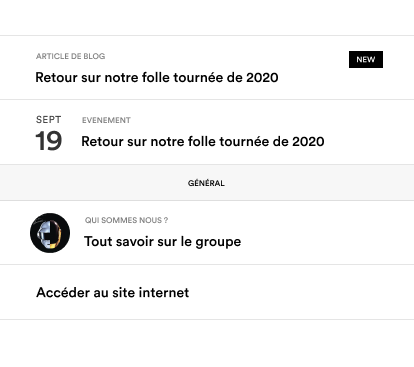 ARTICLE DE BLOG
NEW
Retour sur notre folle tournée de 2020
SEPT
19
EVENEMENT
Retour sur notre folle tournée de 2020
GÉNÉRAL
QUI SOMMES NOUS ?
Tout savoir sur le groupe
Accéder au site internet